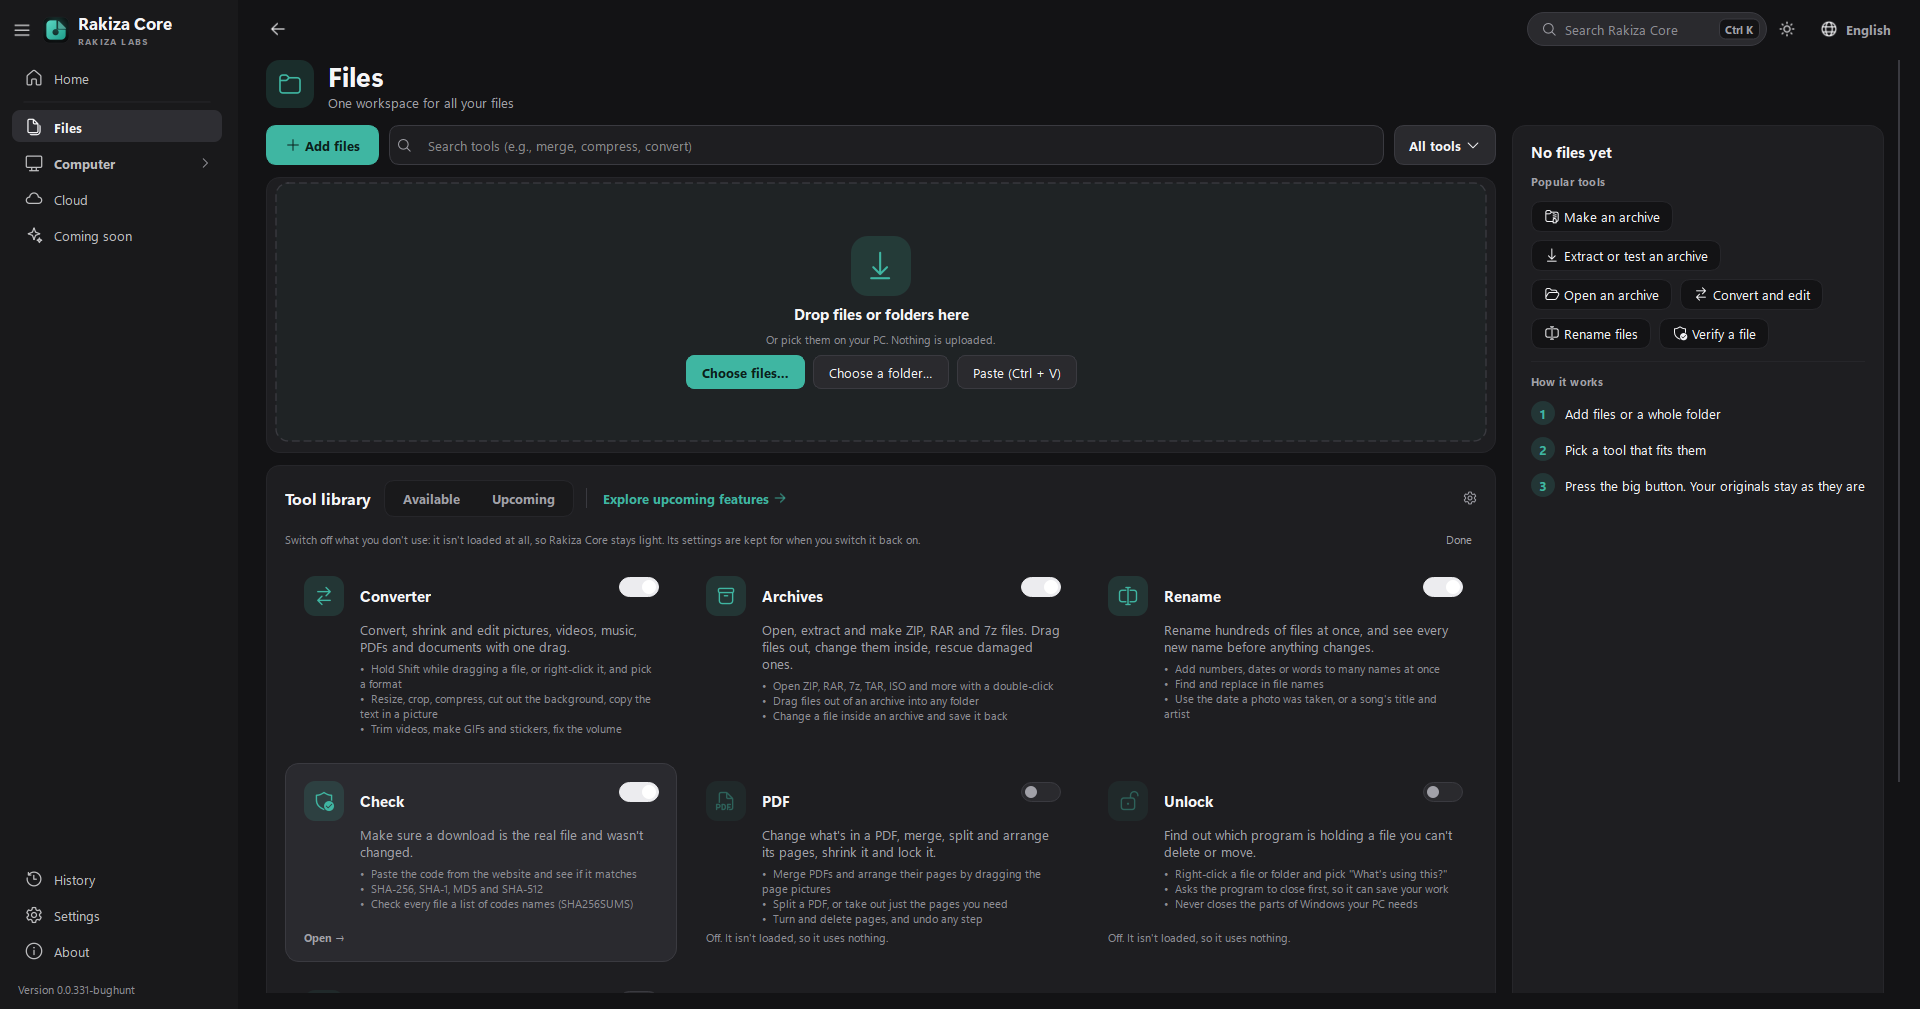 Rakiza Core
RAKIZA LABS
Home
Files
Computer
Cloud
Coming soon
History
Settings
About
Version 0.0.331-bughunt
Search Rakiza Core
Ctrl K
English
Files
One workspace for all your files
Add files
Search tools (e.g., merge, compress, convert)
All tools
Drop files or folders here
Or pick them on your PC. Nothing is uploaded.
Choose files...
Choose a folder...
Paste (Ctrl + V)
No files yet
Popular tools
Make an archive
Extract or test an archive
Open an archive
Convert and edit
Rename files
Verify a file
How it works
1 Add files or a whole folder
2 Pick a tool that fits them
3 Press the big button. Your originals stay as they are
Tool library
Available
Upcoming
Explore upcoming features →
Switch off what you don't use: it isn't loaded at all, so Rakiza Core stays light. Its settings are kept for when you switch it back on.
Done
Converter
Convert, shrink and edit pictures, videos, music,
PDFs and documents with one drag.
• Hold Shift while dragging a file, or right-click it, and pick
a format
• Resize, crop, compress, cut out the background, copy the
text in a picture
• Trim videos, make GIFs and stickers, fix the volume
Archives
Open, extract and make ZIP, RAR and 7z files. Drag
files out, change them inside, rescue damaged
ones.
• Open ZIP, RAR, 7z, TAR, ISO and more with a double-click
• Drag files out of an archive into any folder
• Change a file inside an archive and save it back
Rename
Rename hundreds of files at once, and see every
new name before anything changes.
• Add numbers, dates or words to many names at once
• Find and replace in file names
• Use the date a photo was taken, or a song's title and
artist
Check
Make sure a download is the real file and wasn't
changed.
• Paste the code from the website and see if it matches
• SHA-256, SHA-1, MD5 and SHA-512
• Check every file a list of codes names (SHA256SUMS)
Open →
PDF
PDF
Change what's in a PDF, merge, split and arrange
its pages, shrink it and lock it.
• Merge PDFs and arrange their pages by dragging the
page pictures
• Split a PDF, or take out just the pages you need
• Turn and delete pages, and undo any step
Off. It isn't loaded, so it uses nothing.
Unlock
Find out which program is holding a file you can't
delete or move.
• Right-click a file or folder and pick "What's using this?"
• Asks the program to close first, so it can save your work
• Never closes the parts of Windows your PC needs
Off. It isn't loaded, so it uses nothing.